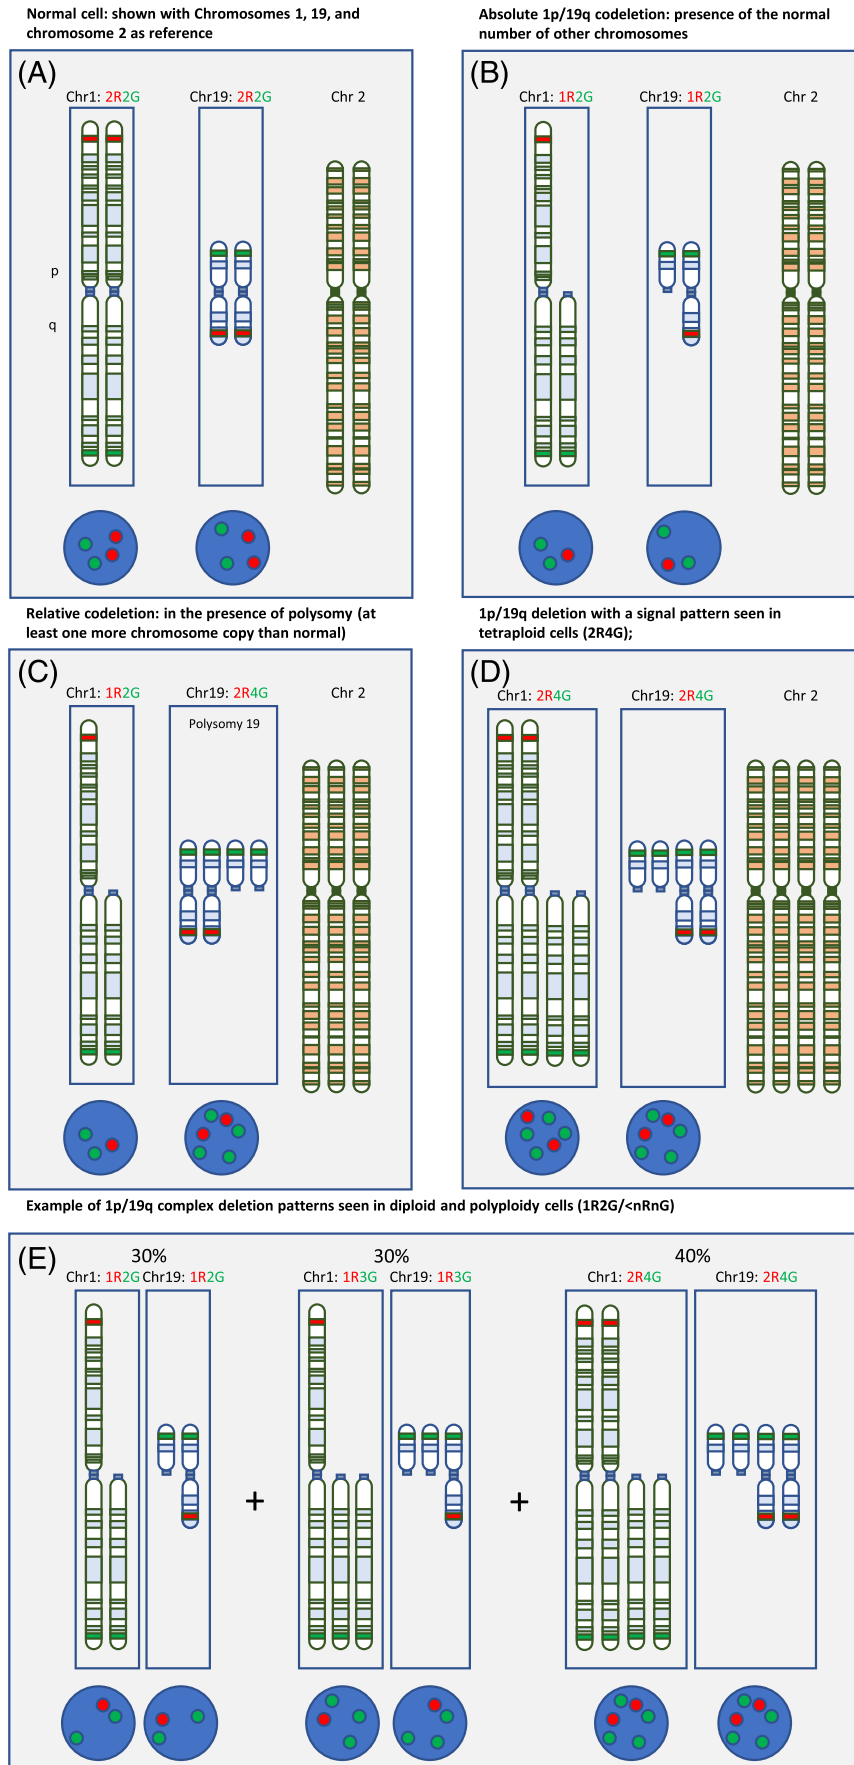 Normal cell: shown with Chromosomes 1, 19, and
chromosome 2 as reference
Absolute 1p/19q codeletion: presence of the normal
number of other chromosomes
(A)
Chr1: 2R2G
Chr19: 2R2G
Chr 2
p
q
(B)
Chr1: 1R2G
Chr19: 1R2G
Chr 2
Relative codeletion: in the presence of polysomy (at
least one more chromosome copy than normal)
1p/19q deletion with a signal pattern seen in
tetraploid cells (2R4G);
(C)
Chr1: 1R2G
Chr19: 2R4G
Chr 2
Polysomy 19
(D)
Chr1: 2R4G
Chr19: 2R4G
Chr 2
Example of 1p/19q complex deletion patterns seen in diploid and polyploidy cells (1R2G/<nRnG)
(E)
30%
30%
40%
Chr1: 1R2G
Chr19: 1R2G
Chr1: 1R3G
Chr19: 1R3G
Chr1: 2R4G
Chr19: 2R4G
+
+